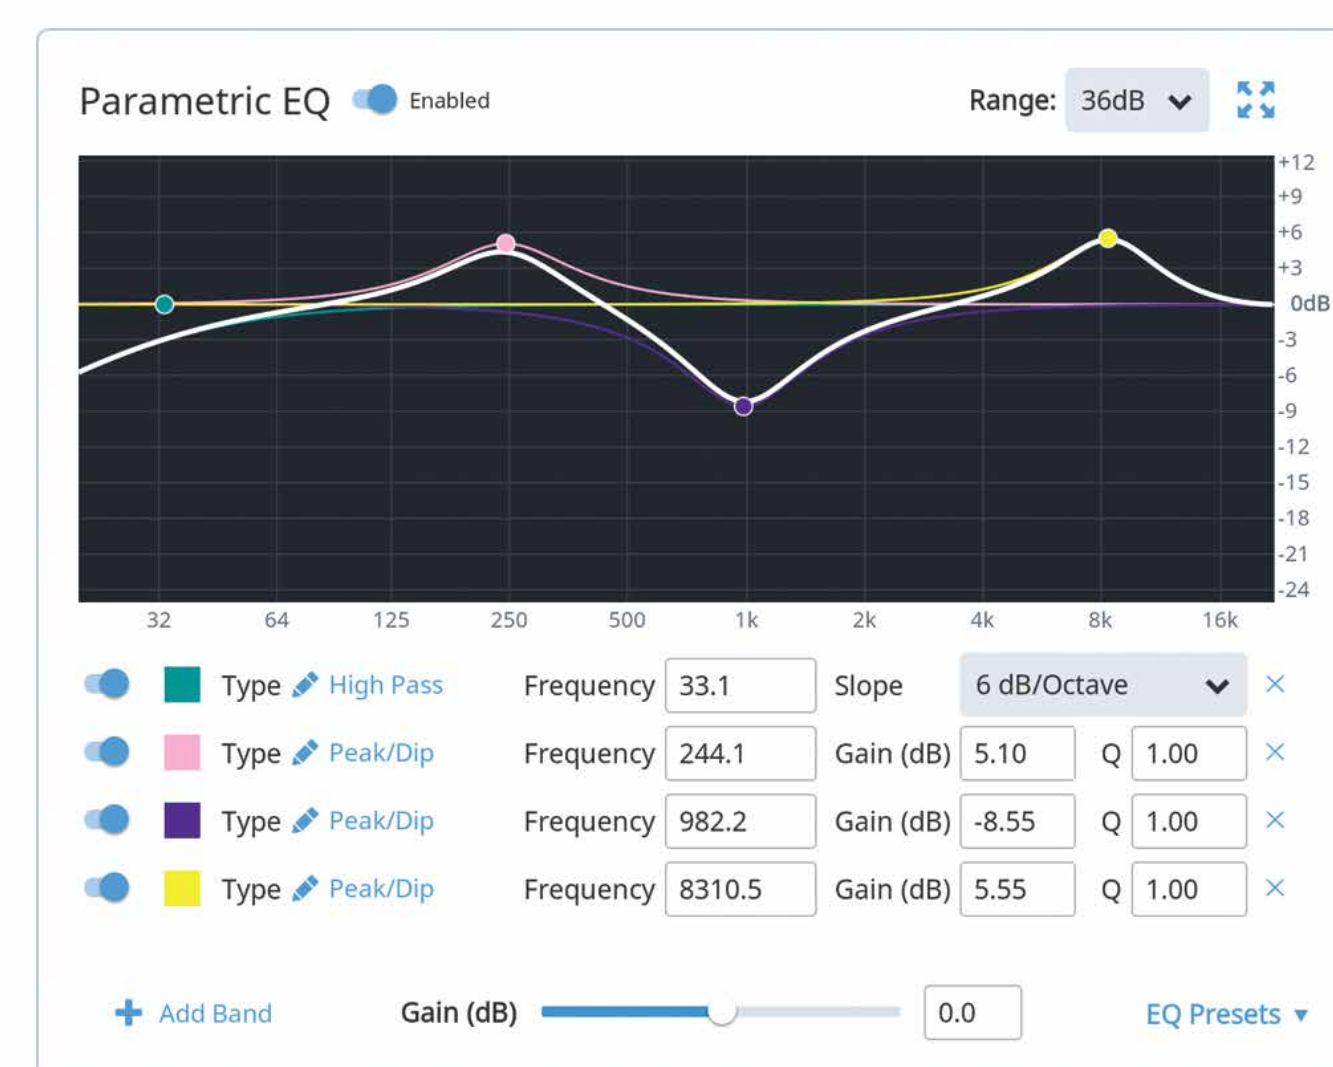 Parametric EQ Enabled Range: 36dB
+12
+9
+6
+3
0dB
-3
-6
-9
-12
-15
-18
-21
-24
32 64 125 250 500 1k 2k 4k 8k 16k
Type High Pass Frequency 33.1 Slope 6 dB/Octave
Type Peak/Dip Frequency 244.1 Gain (dB) 5.10 Q 1.00
Type Peak/Dip Frequency 982.2 Gain (dB) -8.55 Q 1.00
Type Peak/Dip Frequency 8310.5 Gain (dB) 5.55 Q 1.00
Add Band Gain (dB) 0.0 EQ Presets